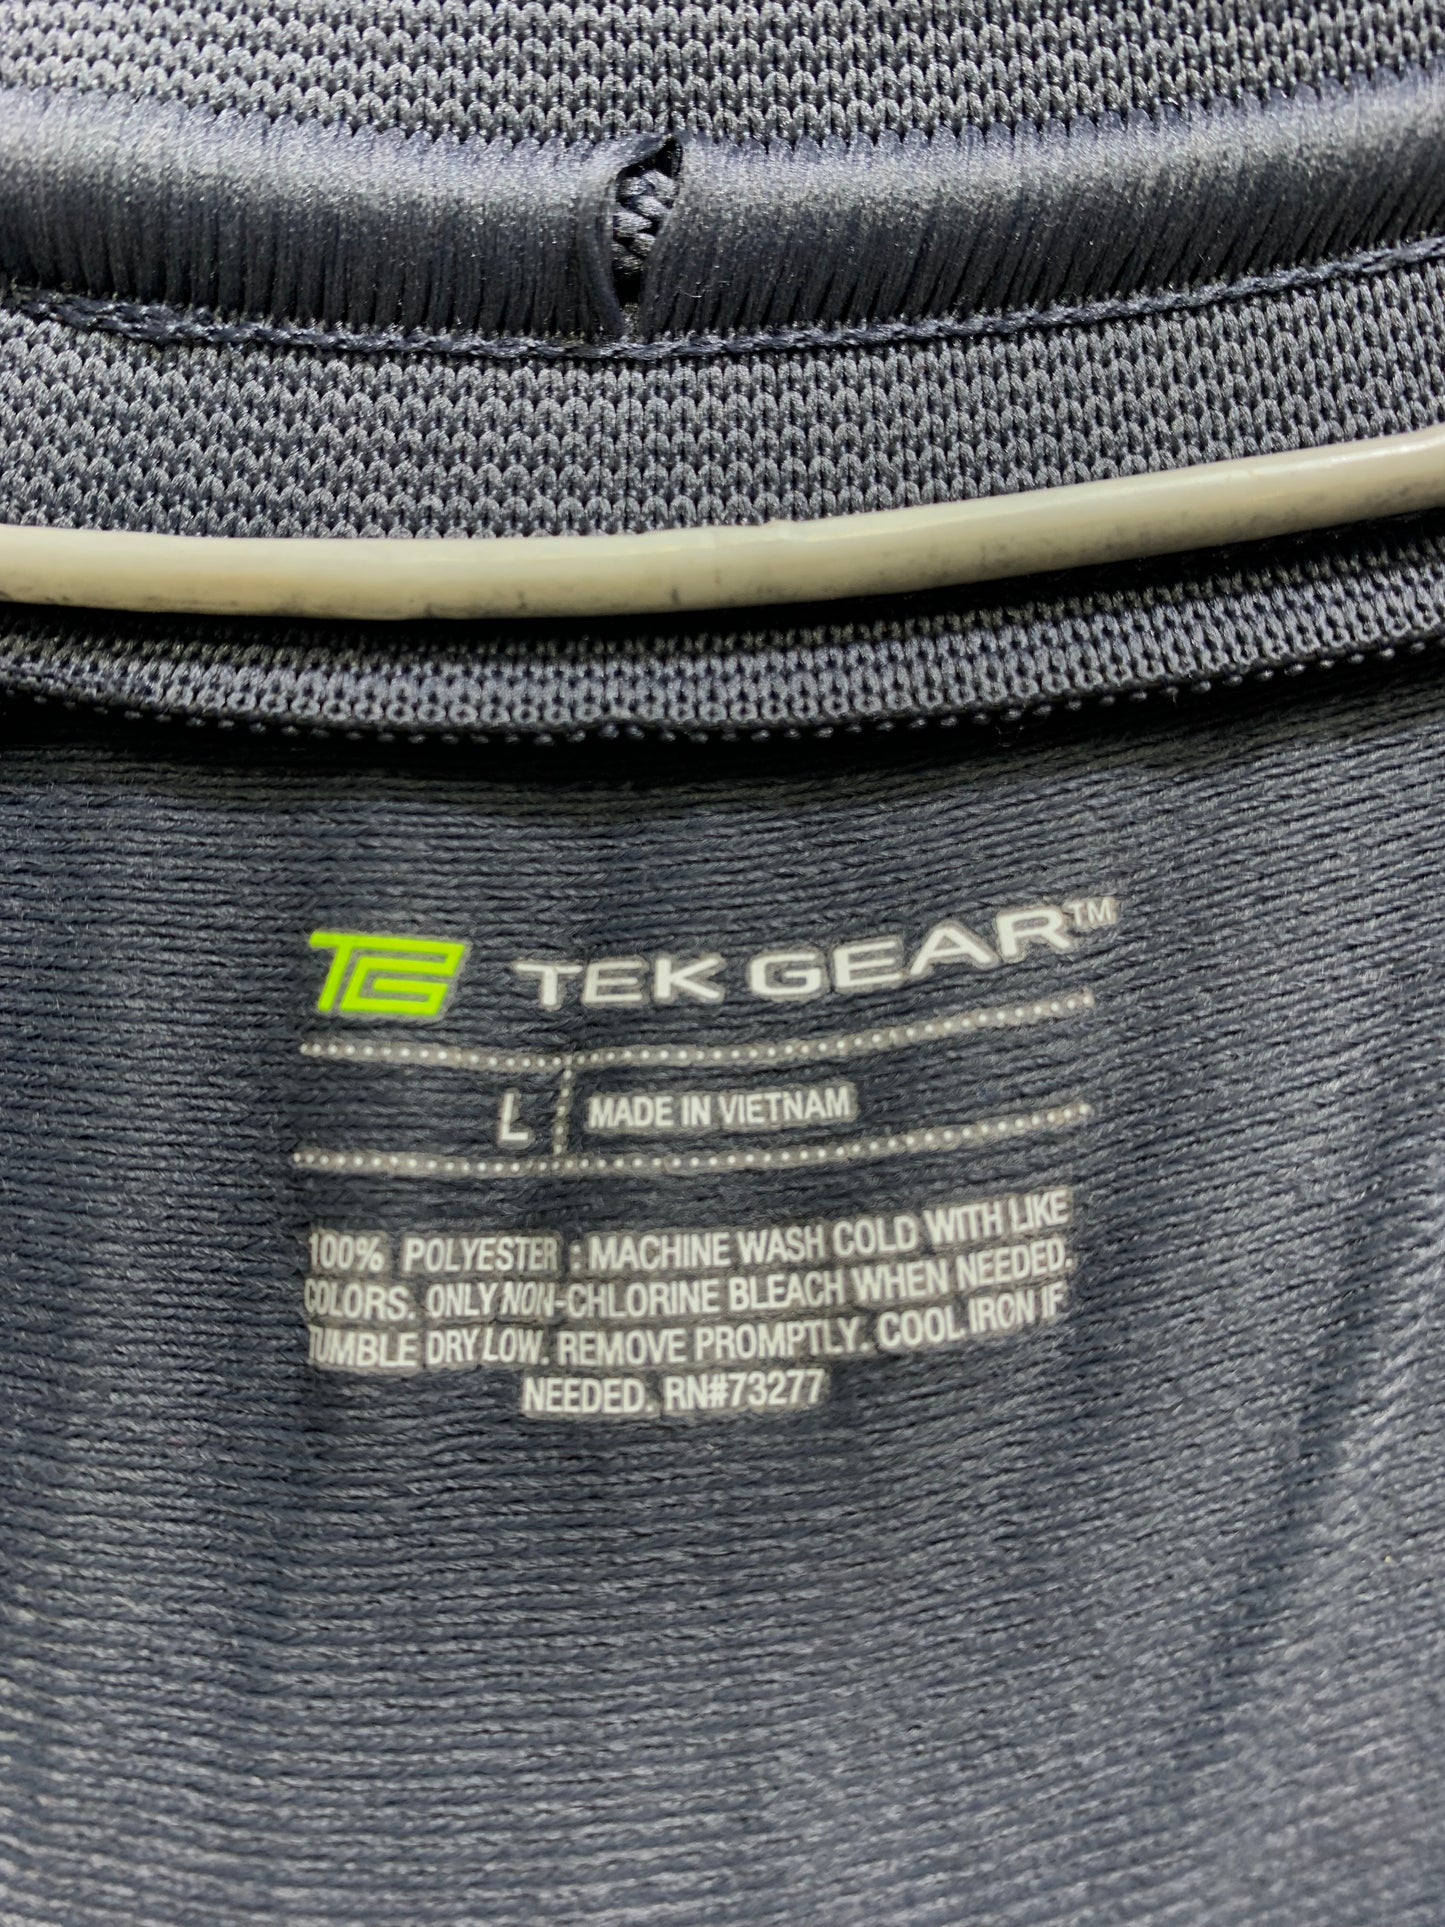 TG TEK GEAR™
L MADE IN VIETNAM
100% POLYESTER : MACHINE WASH COLD WITH LIKE
COLORS. ONLY NON-CHLORINE BLEACH WHEN NEEDED.
TUMBLE DRY LOW. REMOVE PROMPTLY. COOL IRON IF
NEEDED. RN#73277